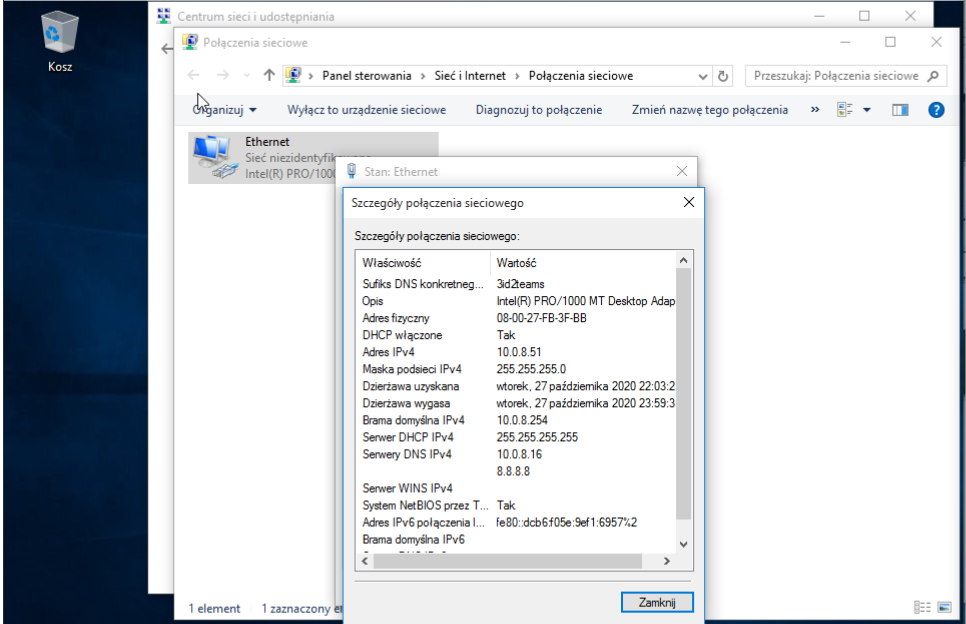 Kosz
Centrum sieci i udostępniania
Połączenia sieciowe
Panel sterowania › Sieć i Internet › Połączenia sieciowe
Przeszukaj: Połączenia sieciowe
Organizuj
Wyłącz to urządzenie sieciowe
Diagnozuj to połączenie
Zmień nazwę tego połączenia
»
Ethernet
Sieć
Intel(R) PRO/1000
Stan: Ethernet
Szczegóły połączenia sieciowego
Szczegóły połączenia sieciowego:
Właściwość Wartość
Sufiks DNS konkretneg... 3id2teams
Opis Intel(R) PRO/1000 MT Desktop Adap
Adres fizyczny 08-00-27-FB-3F-BB
DHCP włączone Tak
Adres IPv4 10.0.8.51
Maska podsieci IPv4 255.255.255.0
Dzierżawa uzyskana wtorek, 27 października 2020 22:03:2
Dzierżawa wygasa wtorek, 27 października 2020 23:59:3
Brama domyślna IPv4 10.0.8.254
Serwer DHCP IPv4 255.255.255.255
Serwery DNS IPv4 10.0.8.16
8.8.8.8
Serwer WINS IPv4
System NetBIOS przez T... Tak
Adres IPv6 połączenia l... fe80::dcb6:f05e:9ef1:6957%2
Brama domyślna IPv6
Zamknij
1 element
1 zaznaczony